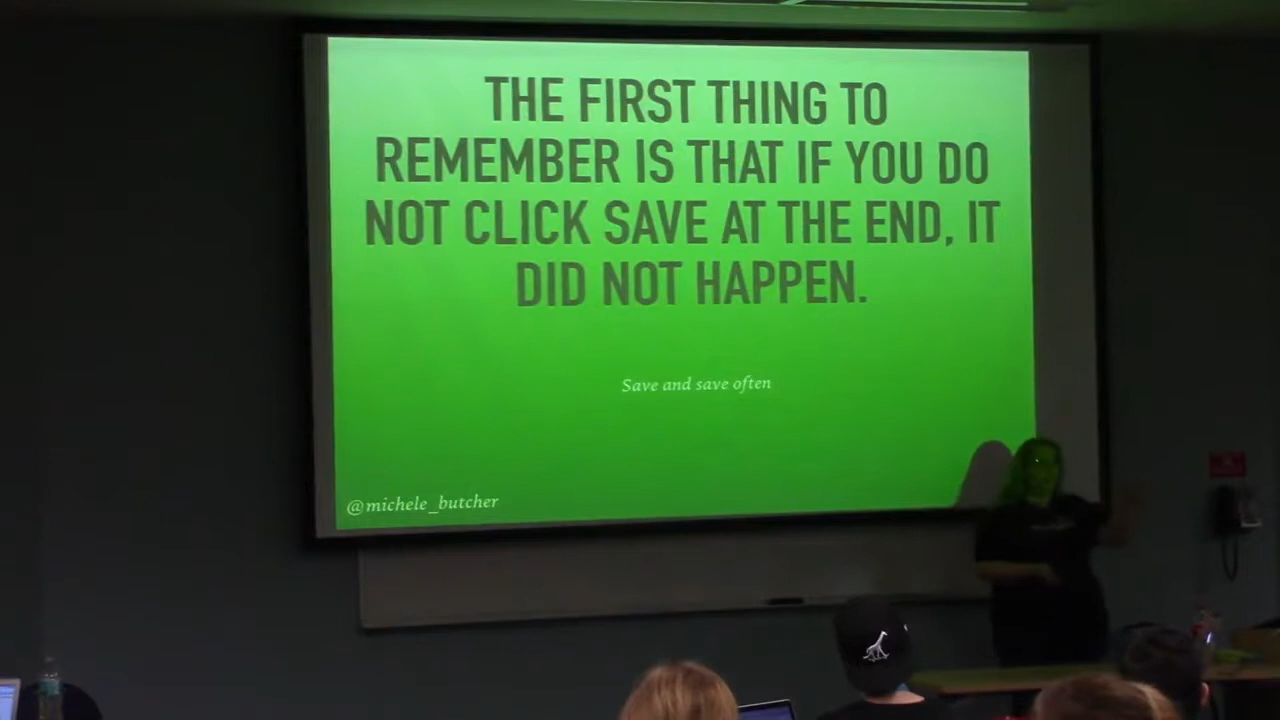 THE FIRST THING TO
REMEMBER IS THAT IF YOU DO
NOT CLICK SAVE AT THE END, IT
DID NOT HAPPEN.
Save and save often
@michele_butcher